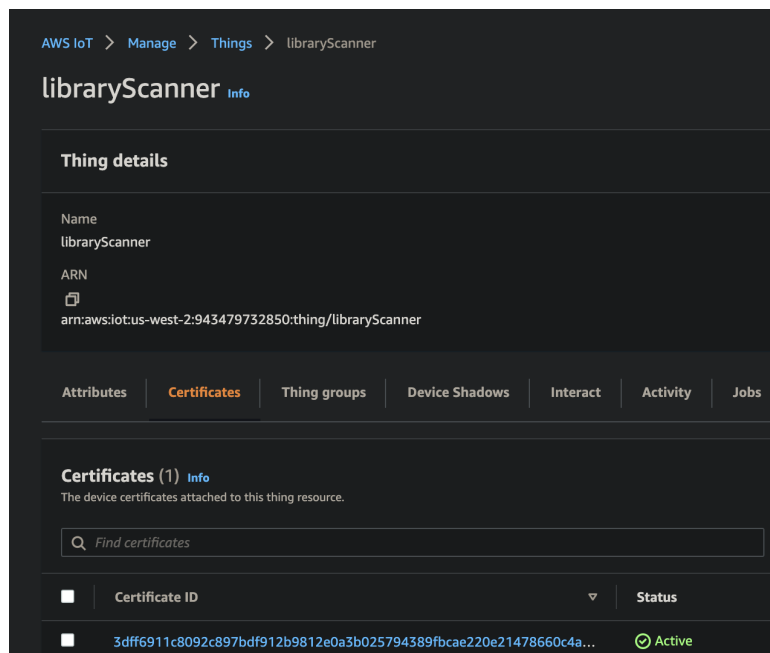 AWS IoT > Manage > Things > libraryScanner
libraryScanner Info
Thing details
Name
libraryScanner
ARN
arn:aws:iot:us-west-2:943479732850:thing/libraryScanner
Attributes Certificates Thing groups Device Shadows Interact Activity Jobs
Certificates (1) Info
The device certificates attached to this thing resource.
Find certificates
Certificate ID Status
3dff6911c8092c897bdf912b9812e0a3b025794389fbcae220e21478660c4a... Active